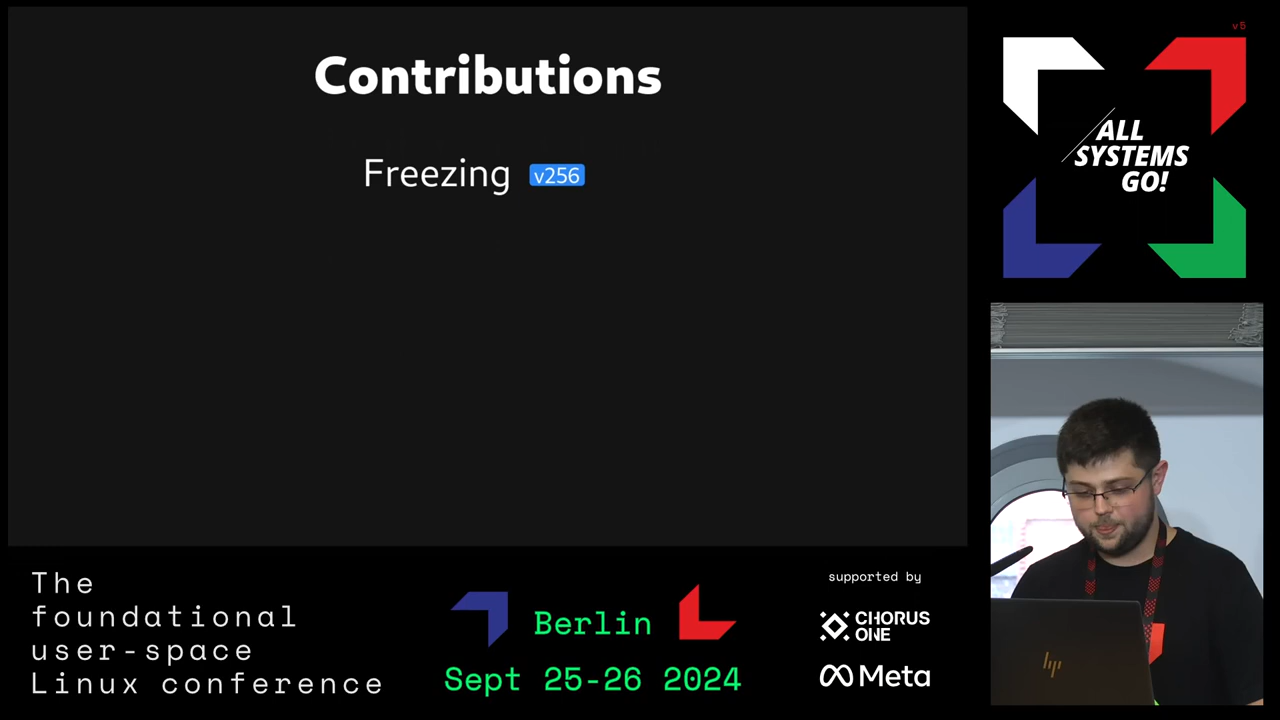 Contributions
Freezing v256
v5
ALL
SYSTEMS
GO!
The
foundational
user-space
Linux conference
Berlin
Sept 25-26 2024
supported by
CHORUS
ONE
Meta
hp